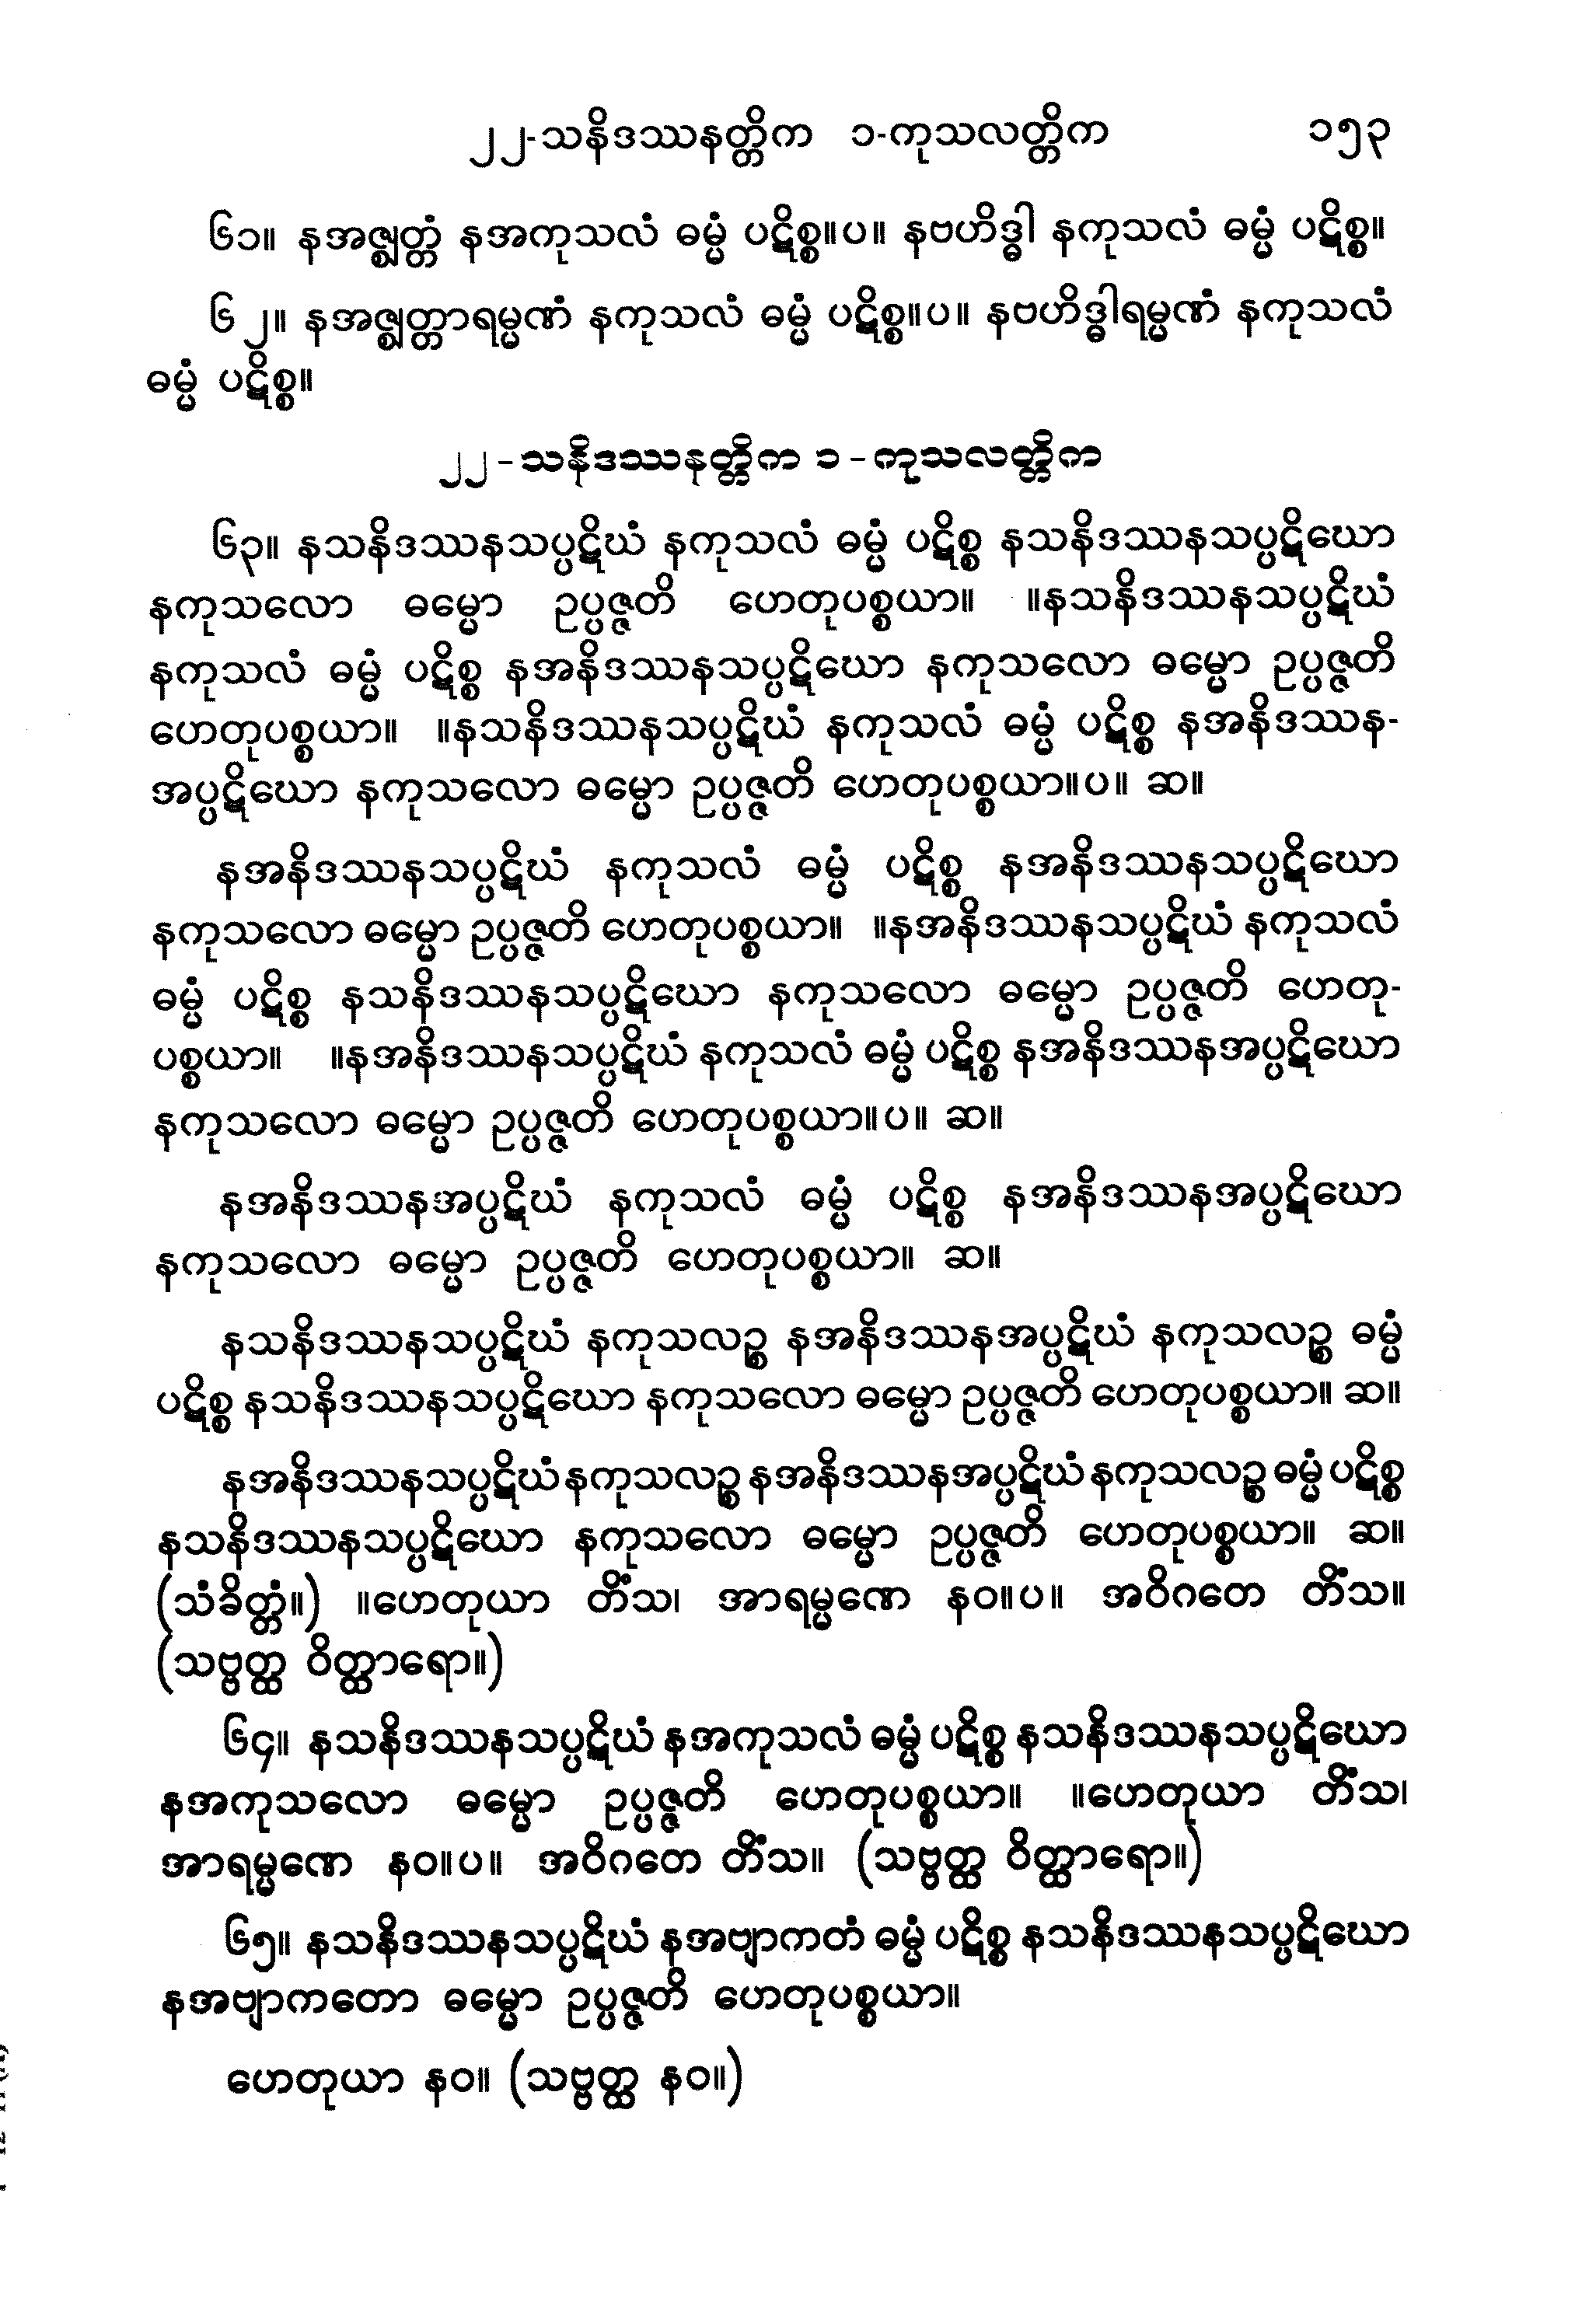 ၂၂-သနိဒဿနတ္တိက ၁-ကုသလတ္တိက ၁၅၃
၆၁။ နအဇ္ဈတ္တံ နအကုသလံ ဓမ္မံ ပဋိစ္စ။ပ။ နဗဟိဒ္ဓါ နကုသလံ ဓမ္မံ ပဋိစ္စ။
၆၂။ နအဇ္ဈတ္တာရမ္မဏံ နကုသလံ ဓမ္မံ ပဋိစ္စ။ပ။ နဗဟိဒ္ဓါရမ္မဏံ နကုသလံ
ဓမ္မံ ပဋိစ္စ။
၂၂-သနိဒဿနတ္တိက ၁-ကုသလတ္တိက
၆၃။ နသနိဒဿနသပ္ပဋိဃံ နကုသလံ ဓမ္မံ ပဋိစ္စ နသနိဒဿနသပ္ပဋိဃော
နကုသလော ဓမ္မော ဥပ္ပဇ္ဇတိ ဟေတုပစ္စယာ။ ။နသနိဒဿနသပ္ပဋိဃံ
နကုသလံ ဓမ္မံ ပဋိစ္စ နအနိဒဿနသပ္ပဋိဃော နကုသလော ဓမ္မော ဥပ္ပဇ္ဇတိ
ဟေတုပစ္စယာ။ ။နသနိဒဿနသပ္ပဋိဃံ နကုသလံ ဓမ္မံ ပဋိစ္စ နအနိဒဿန-
အပ္ပဋိဃော နကုသလော ဓမ္မော ဥပ္ပဇ္ဇတိ ဟေတုပစ္စယာ။ပ။ ဆ။
နအနိဒဿနသပ္ပဋိဃံ နကုသလံ ဓမ္မံ ပဋိစ္စ နအနိဒဿနသပ္ပဋိဃော
နကုသလော ဓမ္မော ဥပ္ပဇ္ဇတိ ဟေတုပစ္စယာ။ ။နအနိဒဿနသပ္ပဋိဃံ နကုသလံ
ဓမ္မံ ပဋိစ္စ နသနိဒဿနသပ္ပဋိဃော နကုသလော ဓမ္မော ဥပ္ပဇ္ဇတိ ဟေတု-
ပစ္စယာ။ ။နအနိဒဿနသပ္ပဋိဃံ နကုသလံ ဓမ္မံ ပဋိစ္စ နအနိဒဿနအပ္ပဋိဃော
နကုသလော ဓမ္မော ဥပ္ပဇ္ဇတိ ဟေတုပစ္စယာ။ပ။ ဆ။
နအနိဒဿနအပ္ပဋိဃံ နကုသလံ ဓမ္မံ ပဋိစ္စ နအနိဒဿနအပ္ပဋိဃော
နကုသလော ဓမ္မော ဥပ္ပဇ္ဇတိ ဟေတုပစ္စယာ။ ဆ။
နသနိဒဿနသပ္ပဋိဃံ နကုသလဉ္စ နအနိဒဿနအပ္ပဋိဃံ နကုသလဉ္စ ဓမ္မံ
ပဋိစ္စ နသနိဒဿနသပ္ပဋိဃော နကုသလော ဓမ္မော ဥပ္ပဇ္ဇတိ ဟေတုပစ္စယာ။ ဆ။
နအနိဒဿနသပ္ပဋိဃံ နကုသလဉ္စ နအနိဒဿနအပ္ပဋိဃံ နကုသလဉ္စ ဓမ္မံ ပဋိစ္စ
နသနိဒဿနသပ္ပဋိဃော နကုသလော ဓမ္မော ဥပ္ပဇ္ဇတိ ဟေတုပစ္စယာ။ ဆ။
(သံခိတ္တံ။) ။ဟေတုယာ တိံသ၊ အာရမ္မဏေ နဝ။ပ။ အဝိဂတေ တိံသ။
(သဗ္ဗတ္ထ ဝိတ္ထာရော။)
၆၄။ နသနိဒဿနသပ္ပဋိဃံ နအကုသလံ ဓမ္မံ ပဋိစ္စ နသနိဒဿနသပ္ပဋိဃော
နအကုသလော ဓမ္မော ဥပ္ပဇ္ဇတိ ဟေတုပစ္စယာ။ ။ဟေတုယာ တိံသ၊
အာရမ္မဏေ နဝ။ပ။ အဝိဂတေ တိံသ။ (သဗ္ဗတ္ထ ဝိတ္ထာရော။)
၆၅။ နသနိဒဿနသပ္ပဋိဃံ နအဗျာကတံ ဓမ္မံ ပဋိစ္စ နသနိဒဿနသပ္ပဋိဃော
နအဗျာကတော ဓမ္မော ဥပ္ပဇ္ဇတိ ဟေတုပစ္စယာ။
ဟေတုယာ နဝ။ (သဗ္ဗတ္ထ နဝ။)